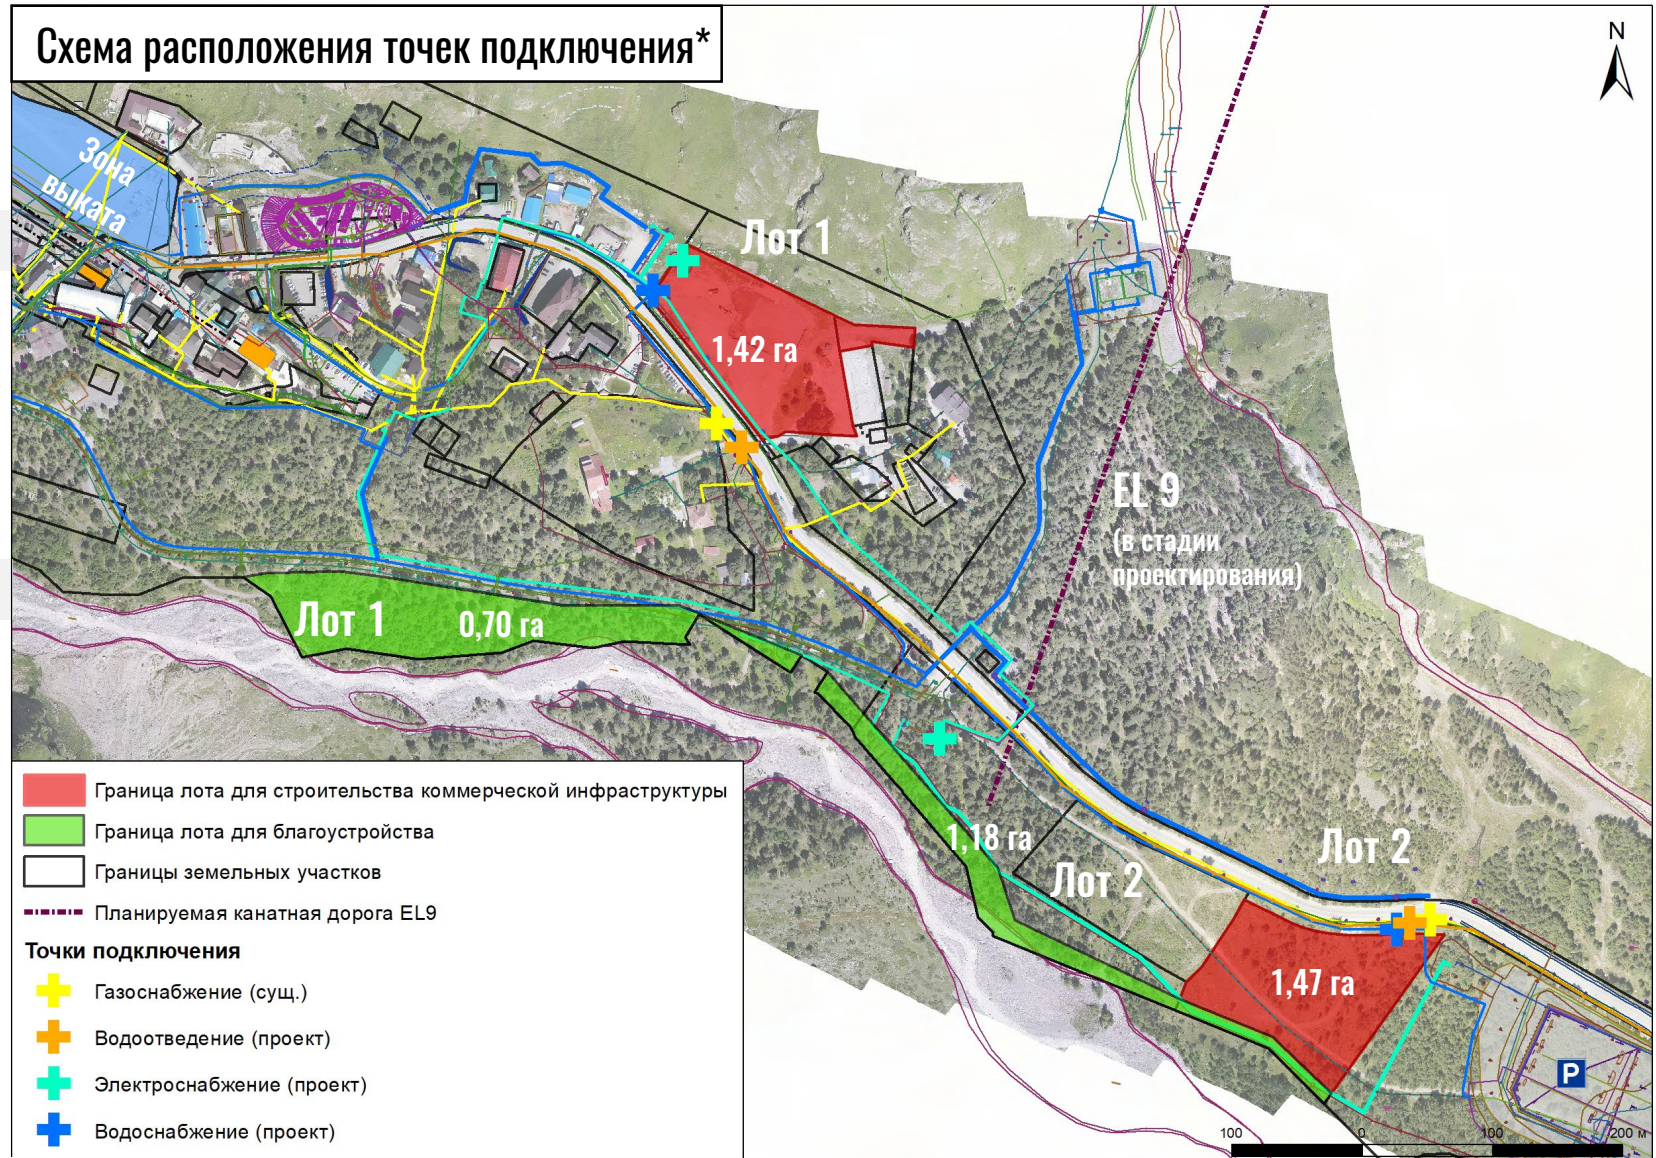 Схема расположения точек подключения*
N
Зона
выката
Лот 1
1,42 га
EL 9
(в стадии
проектирования)
Лот 1
0,70 га
1,18 га
Лот 2
Лот 2
1,47 га
P
Граница лота для строительства коммерческой инфраструктуры
Граница лота для благоустройства
Границы земельных участков
Планируемая канатная дорога EL9
Точки подключения
Газоснабжение (сущ.)
Водоотведение (проект)
Электроснабжение (проект)
Водоснабжение (проект)
100 0 100 200 м